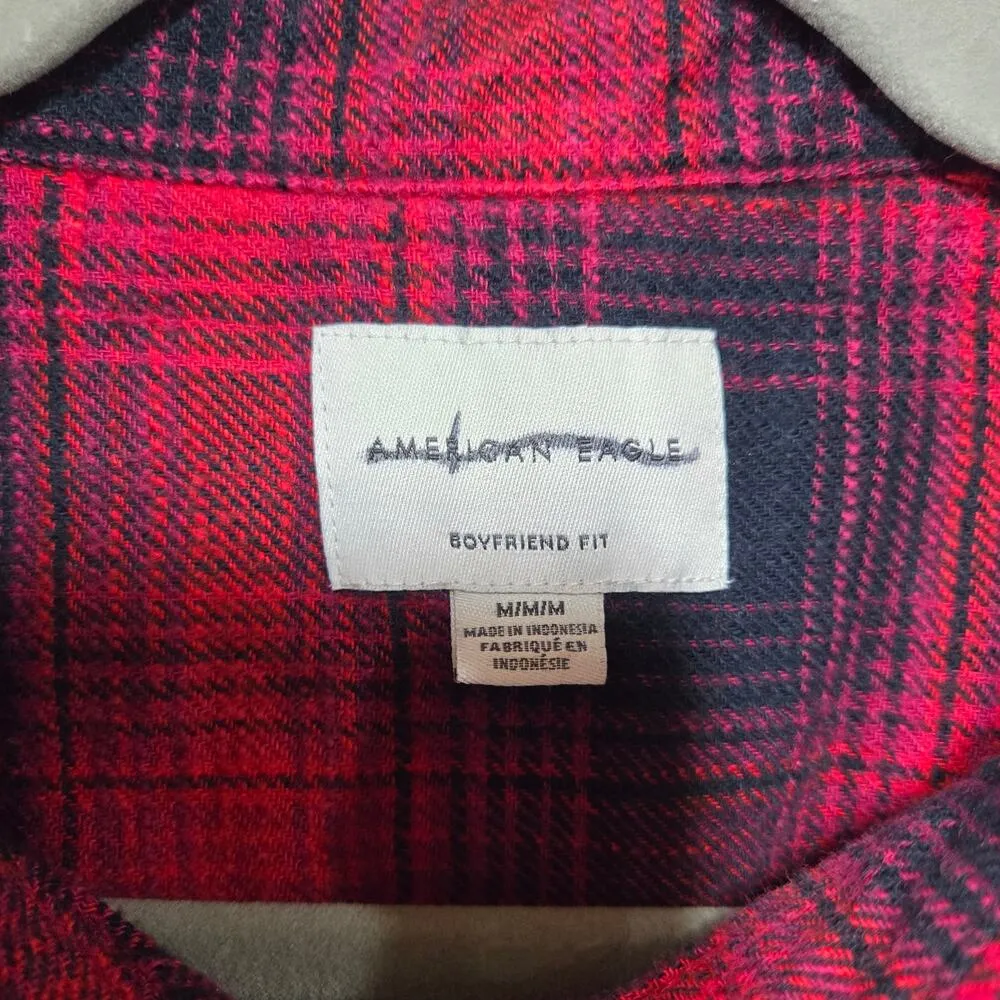 AMERICAN EAGLE
BOYFRIEND FIT
M/M/M
MADE IN INDONESIA
FABRIQUÉ EN
INDONÉSIE